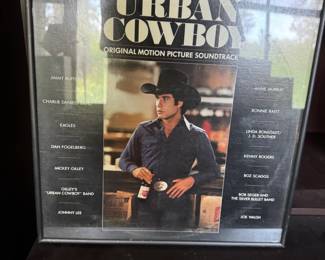 URBAN
COWBOY
ORIGINAL MOTION PICTURE SOUNDTRACK
JIMMY BUFFETT
CHARLIE DANIELS BAND
EAGLES
DAN FOGELBERG
MICKEY GILLEY
GILLEY'S
"URBAN COWBOY" BAND
JOHNNY LEE
ANNE MURRAY
BONNIE RAITT
LINDA RONSTADT/
J.D. SOUTHER
KENNY ROGERS
BOZ SCAGGS
BOB SEGER AND
THE SILVER BULLET BAND
JOE WALSH